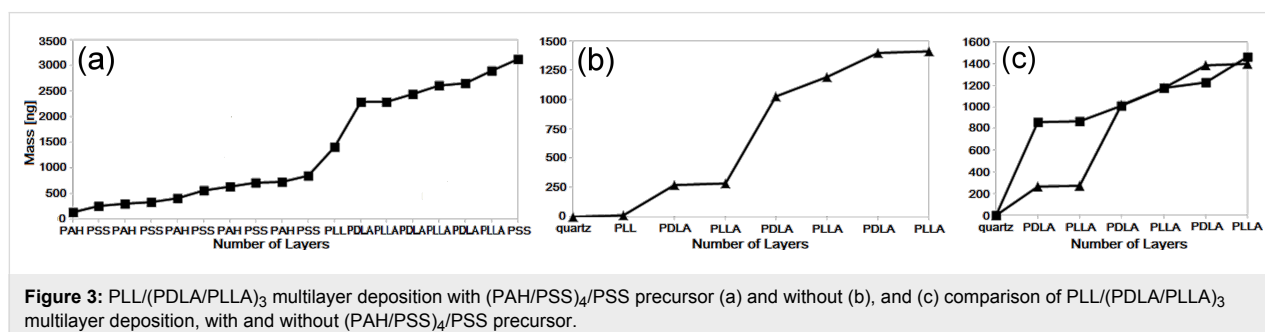 (a)
3500
3000
2500
2000
1500
1000
500
0
Mass [ng]
PAH PSS PAH PSS PAH PSS PAH PSS PAH PSS PLL PDLA PLLA PDLA PLLA PDLA PLLA PSS
Number of Layers
(b)
1500
1250
1000
750
500
250
0
quartz PLL PDLA PLLA PDLA PLLA PDLA PLLA
Number of Layers
(c)
1600
1400
1200
1000
800
600
400
200
0
quartz PDLA PLLA PDLA PLLA PDLA PLLA
Number of Layers
Figure 3: PLL/(PDLA/PLLA)3 multilayer deposition with (PAH/PSS)4/PSS precursor (a) and without (b), and (c) comparison of PLL/(PDLA/PLLA)3
multilayer deposition, with and without (PAH/PSS)4/PSS precursor.